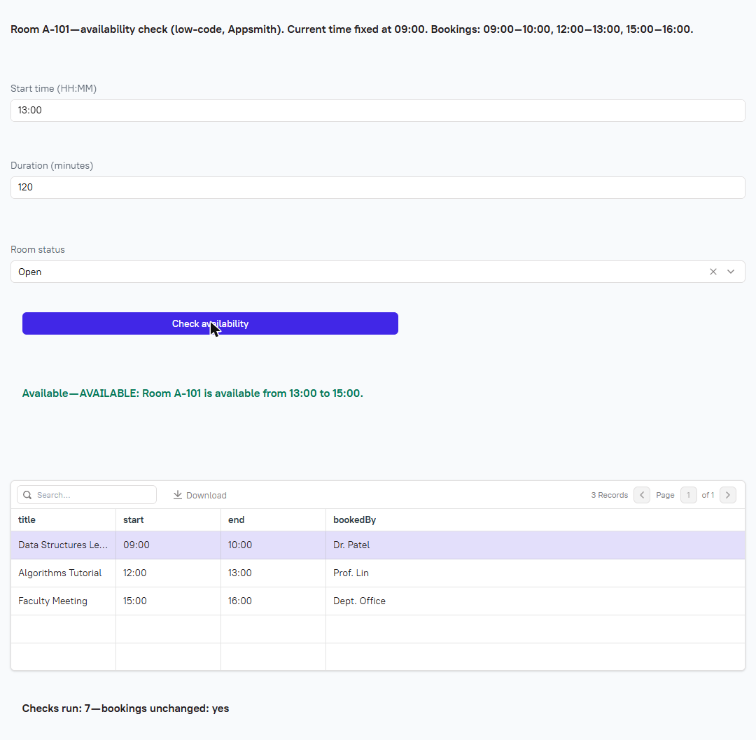 Room A-101—availability check (low-code, Appsmith). Current time fixed at 09:00. Bookings: 09:00–10:00, 12:00–13:00, 15:00–16:00.
Start time (HH:MM)
13:00
Duration (minutes)
120
Room status
Open
Check availability
Available—AVAILABLE: Room A-101 is available from 13:00 to 15:00.
Search... Download 3 Records Page 1 of 1
title start end bookedBy
Data Structures Le... 09:00 10:00 Dr. Patel
Algorithms Tutorial 12:00 13:00 Prof. Lin
Faculty Meeting 15:00 16:00 Dept. Office
Checks run: 7—bookings unchanged: yes